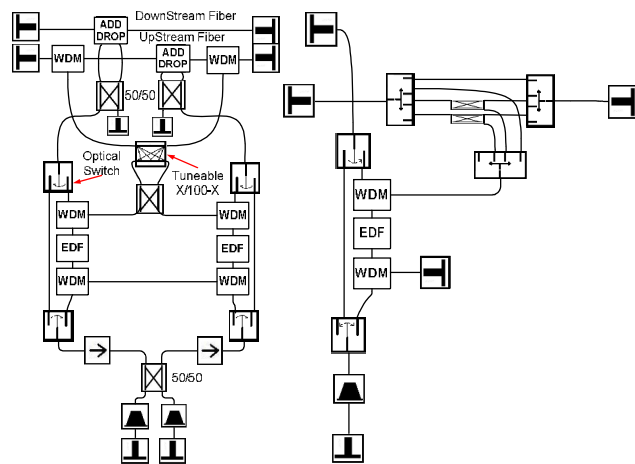 DownStream Fiber
ADD
DROP
UpStream Fiber
WDM
ADD
DROP
WDM
50/50
Optical
Switch
Tuneable
X/100-X
WDM
WDM
EDF
EDF
WDM
WDM
50/50
WDM
EDF
WDM